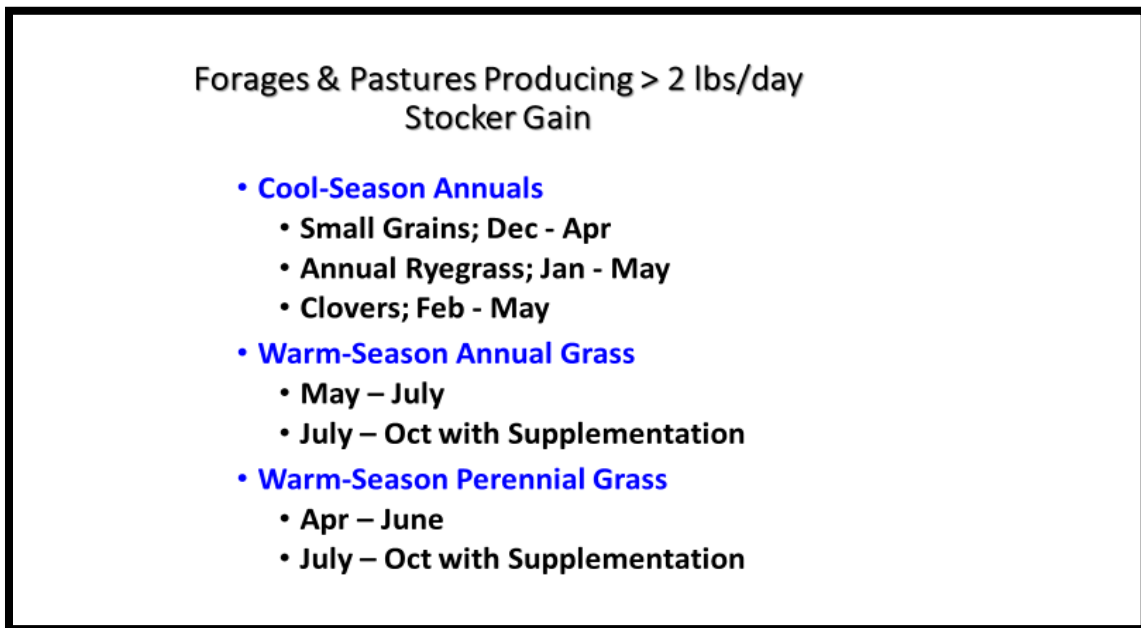 Forages & Pastures Producing > 2 lbs/day
Stocker Gain
• Cool-Season Annuals
• Small Grains; Dec - Apr
• Annual Ryegrass; Jan - May
• Clovers; Feb - May
• Warm-Season Annual Grass
• May – July
• July – Oct with Supplementation
• Warm-Season Perennial Grass
• Apr – June
• July – Oct with Supplementation